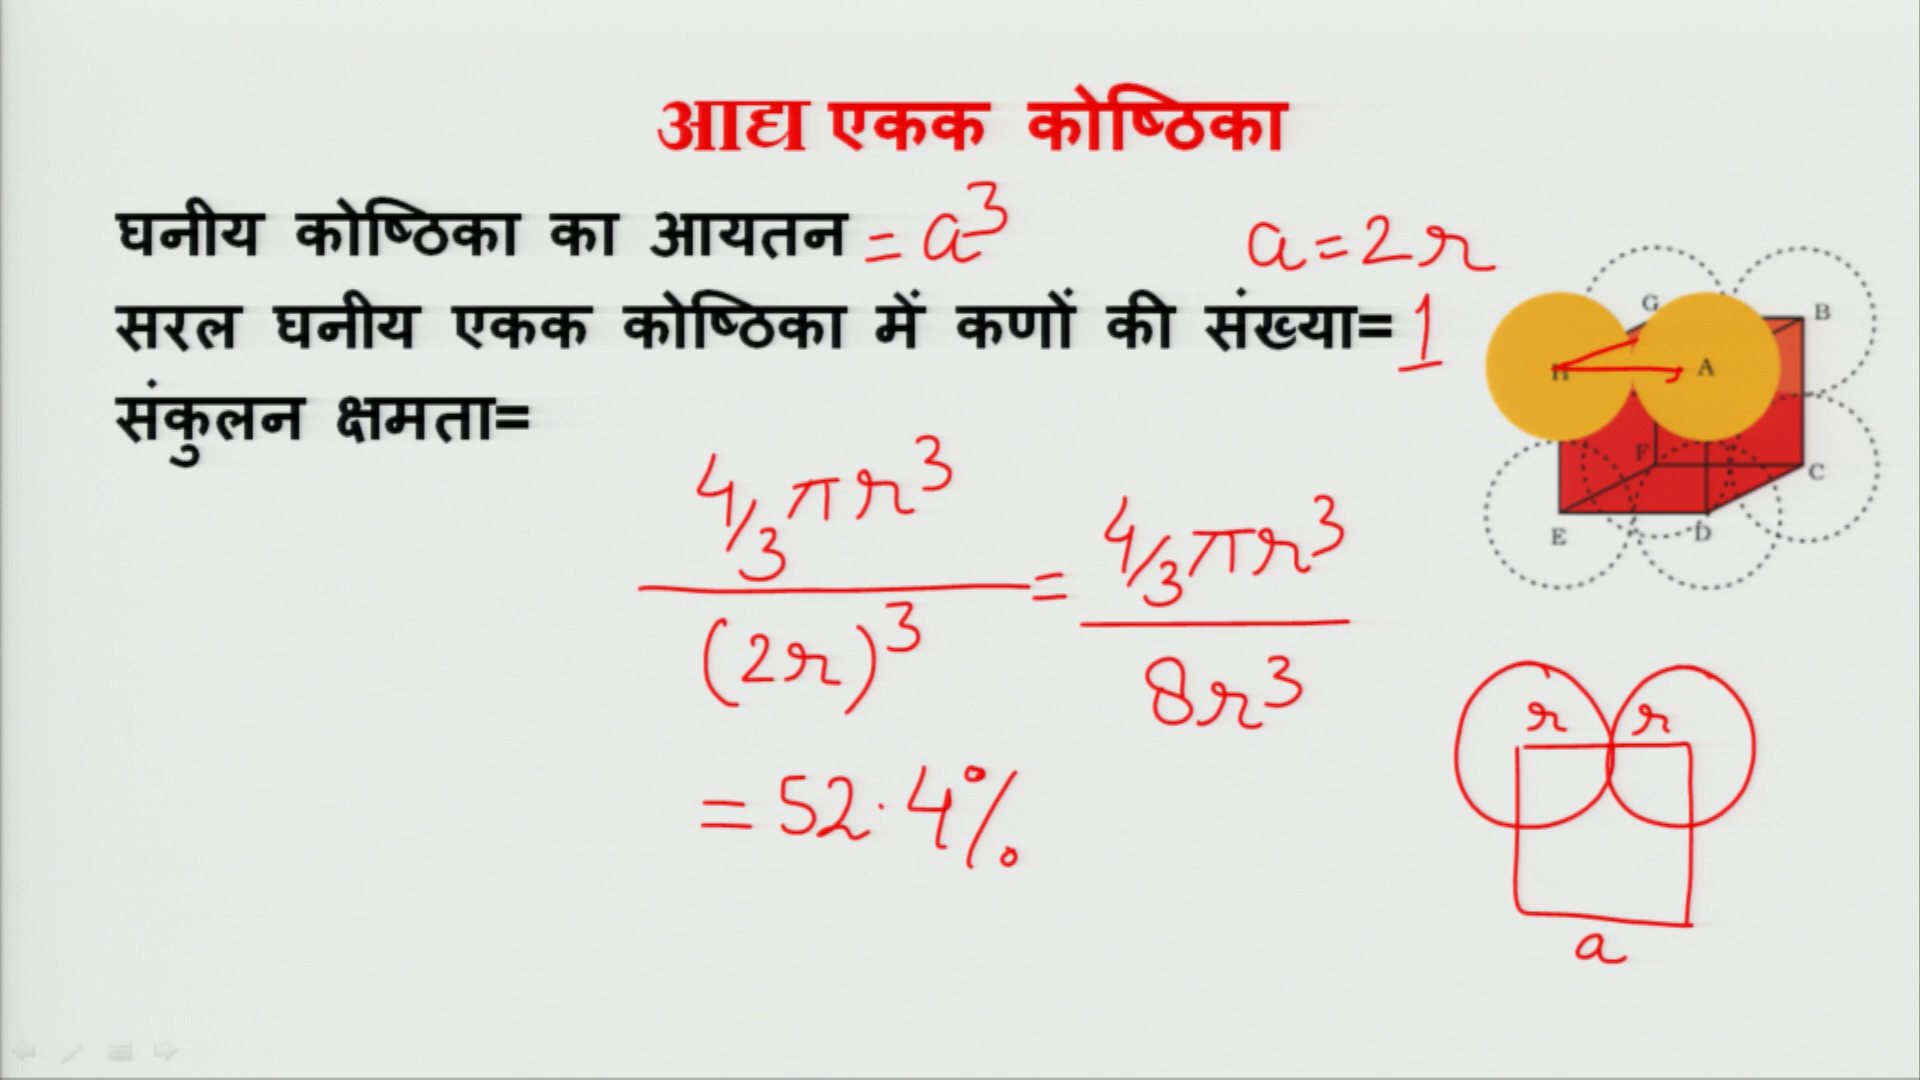 आद्य एकक कोष्ठिका
घनीय कोष्ठिका का आयतन = a³
a = 2r
सरल घनीय एकक कोष्ठिका में कणों की संख्या= 1
संकुलन क्षमता=
4/3 πr³ / (2r)³ = 4/3 πr³ / 8r³
= 52.4%
G B
H A
F C
E D
r r
a